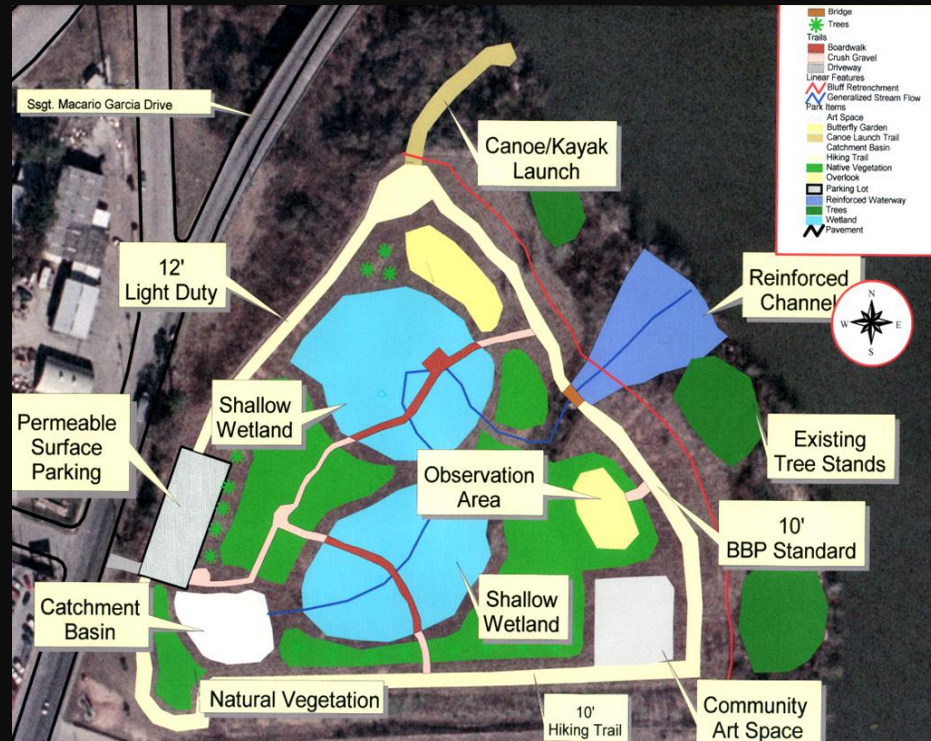 Bridge
Trees
Trails
Boardwalk
Crush Gravel
Driveway
Linear Features
Bluff Retrenchment
Generalized Stream Flow
Park Items
Art Space
Butterfly Garden
Canoe Launch Trail
Catchment Basin
Hiking Trail
Native Vegetation
Overlook
Parking Lot
Reinforced Waterway
Trees
Wetland
Pavement
Ssgt. Macario Garcia Drive
Canoe/Kayak
Launch
12'
Light Duty
Reinforced
Channel
N
W
E
S
Shallow
Wetland
Permeable
Surface
Parking
Existing
Tree Stands
Observation
Area
10'
BBP Standard
Catchment
Basin
Shallow
Wetland
Natural Vegetation
10'
Hiking Trail
Community
Art Space